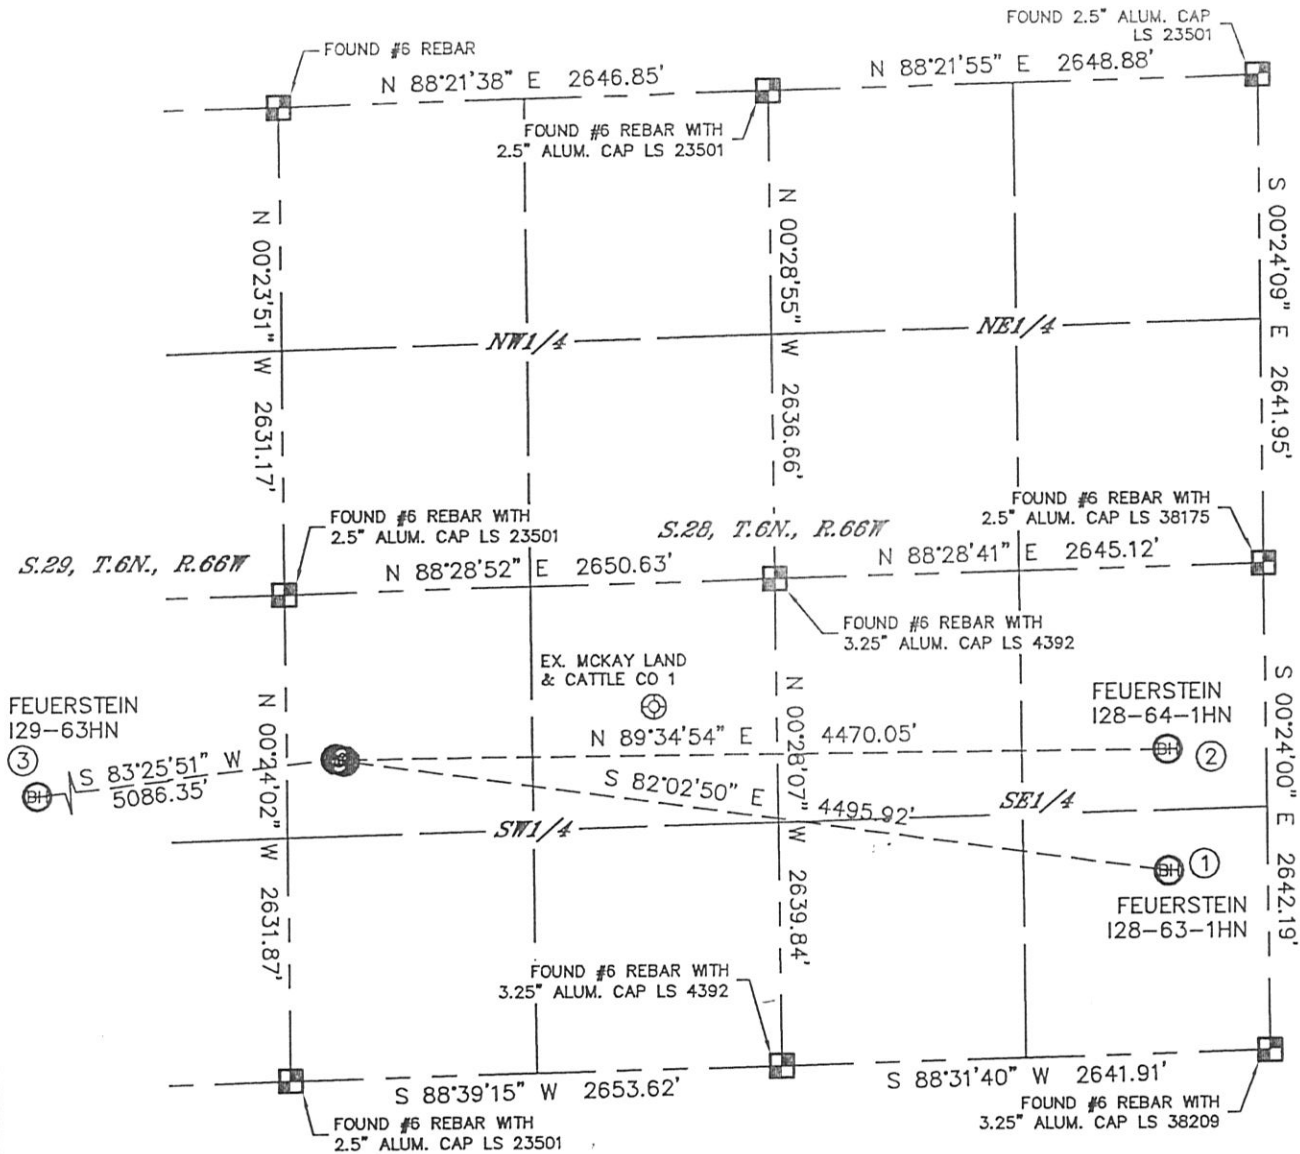 FOUND #6 REBAR
FOUND 2.5" ALUM. CAP
LS 23501
N 88°21'38" E 2646.85'
N 88°21'55" E 2648.88'
FOUND #6 REBAR WITH
2.5" ALUM. CAP LS 23501
N 00°23'51" W 2631.17'
N 00°28'55" W 2636.66'
S 00°24'09" E 2641.95'
NW1/4
NE1/4
FOUND #6 REBAR WITH
2.5" ALUM. CAP LS 23501
FOUND #6 REBAR WITH
2.5" ALUM. CAP LS 38175
S.29, T.6N., R.66W
S.28, T.6N., R.66W
N 88°28'52" E 2650.63'
N 88°28'41" E 2645.12'
FOUND #6 REBAR WITH
3.25" ALUM. CAP LS 4392
EX. MCKAY LAND
& CATTLE CO 1
FEUERSTEIN
I29-63HN
3
BH
S 83°25'51" W
5086.35'
N 00°24'02" W 2631.87'
N 89°34'54" E 4470.05'
S 82°02'50" E 4495.92'
N 00°28'07" W 2639.84'
FEUERSTEIN
I28-64-1HN
BH
2
S 00°24'00" E 2642.19'
SW1/4
SE1/4
BH
1
FEUERSTEIN
I28-63-1HN
FOUND #6 REBAR WITH
3.25" ALUM. CAP LS 4392
S 88°39'15" W 2653.62'
S 88°31'40" W 2641.91'
FOUND #6 REBAR WITH
2.5" ALUM. CAP LS 23501
FOUND #6 REBAR WITH
3.25" ALUM. CAP LS 38209